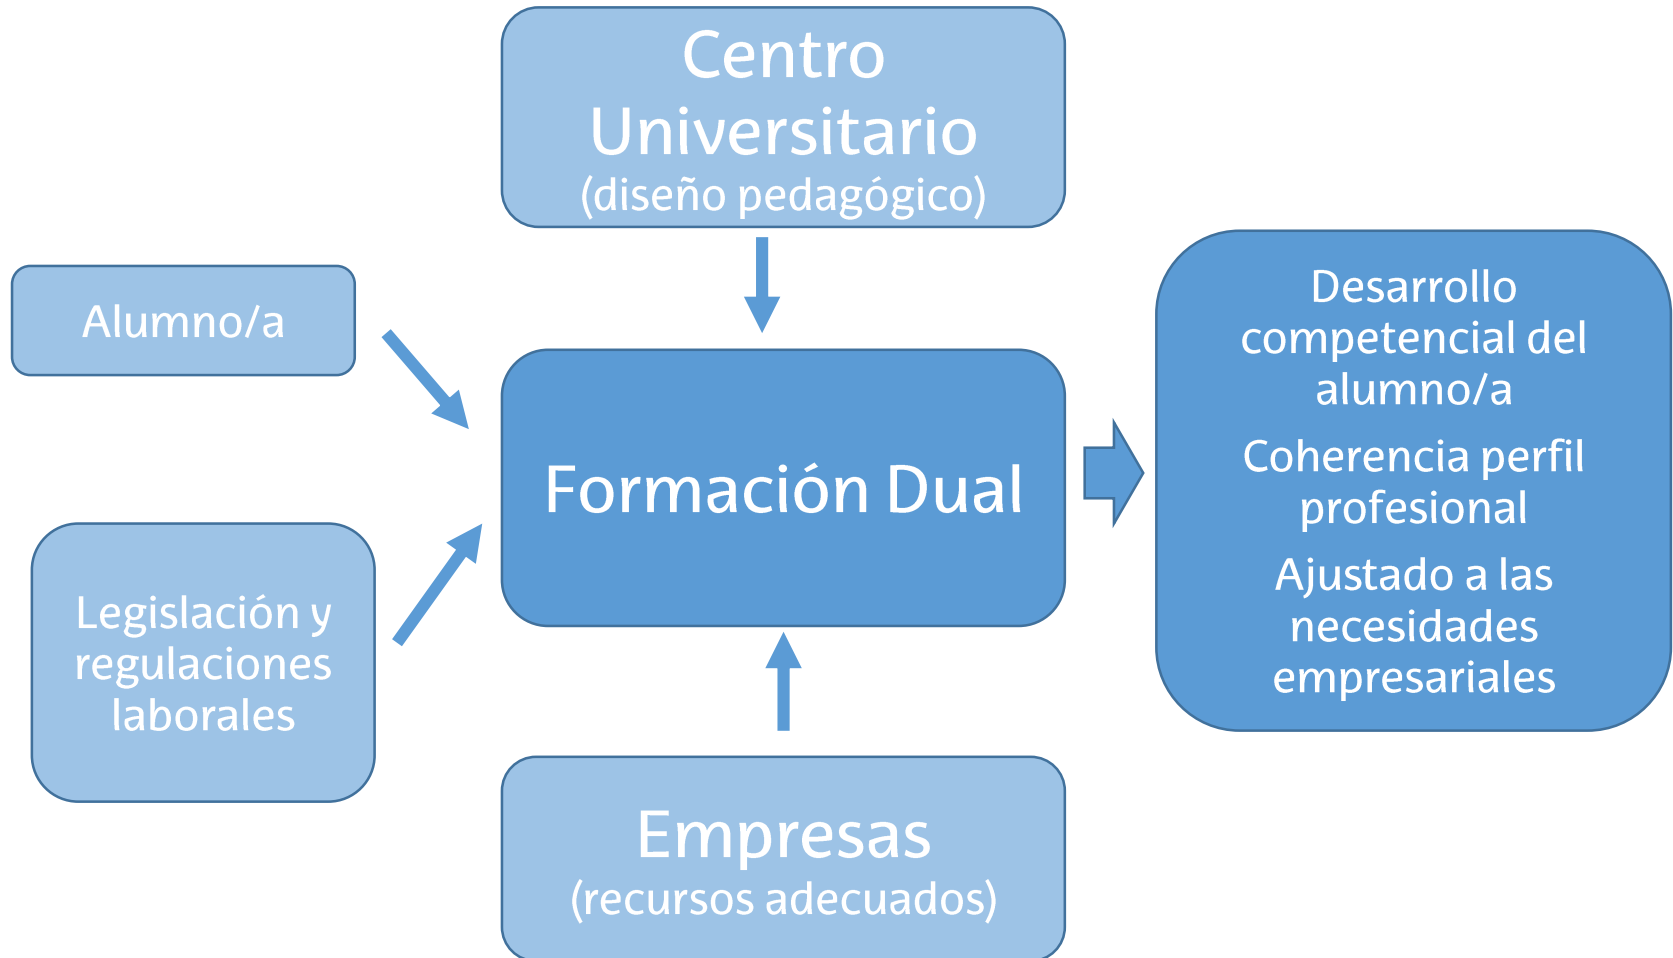 Centro
Universitario
(diseño pedagógico)
Alumno/a
Legislación y
regulaciones
laborales
Formación Dual
Empresas
(recursos adecuados)
Desarrollo
competencial del
alumno/a
Coherencia perfil
profesional
Ajustado a las
necesidades
empresariales